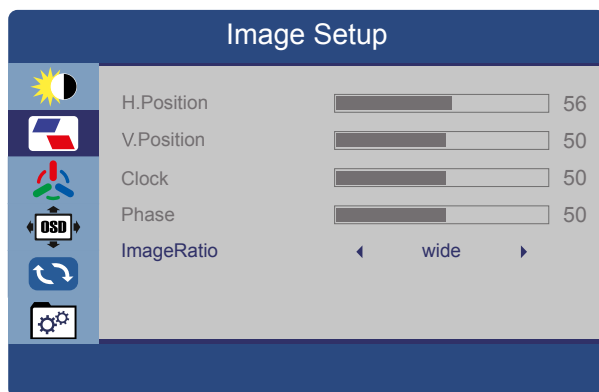 Image Setup
H.Position 56
V.Position 50
Clock 50
Phase 50
OSD
ImageRatio wide